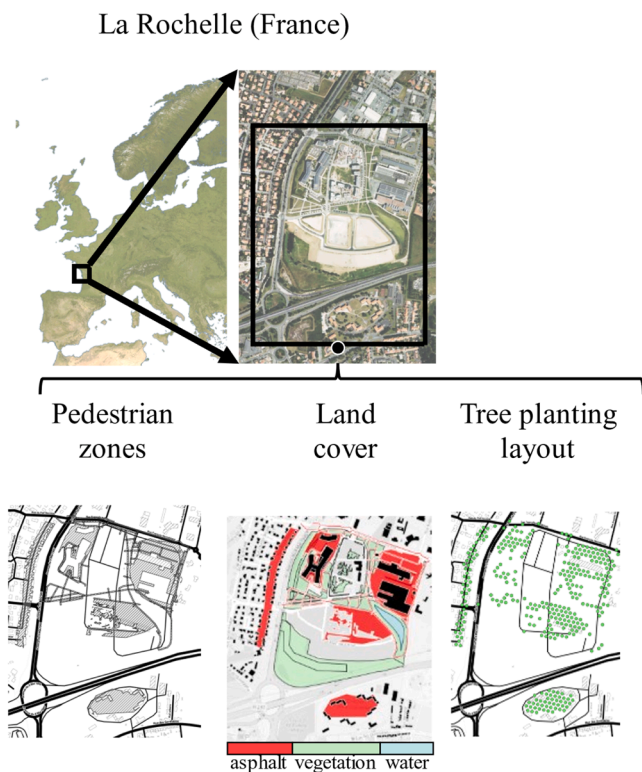 La Rochelle (France)
Pedestrian
zones
Land
cover
Tree planting
layout
asphalt vegetation water